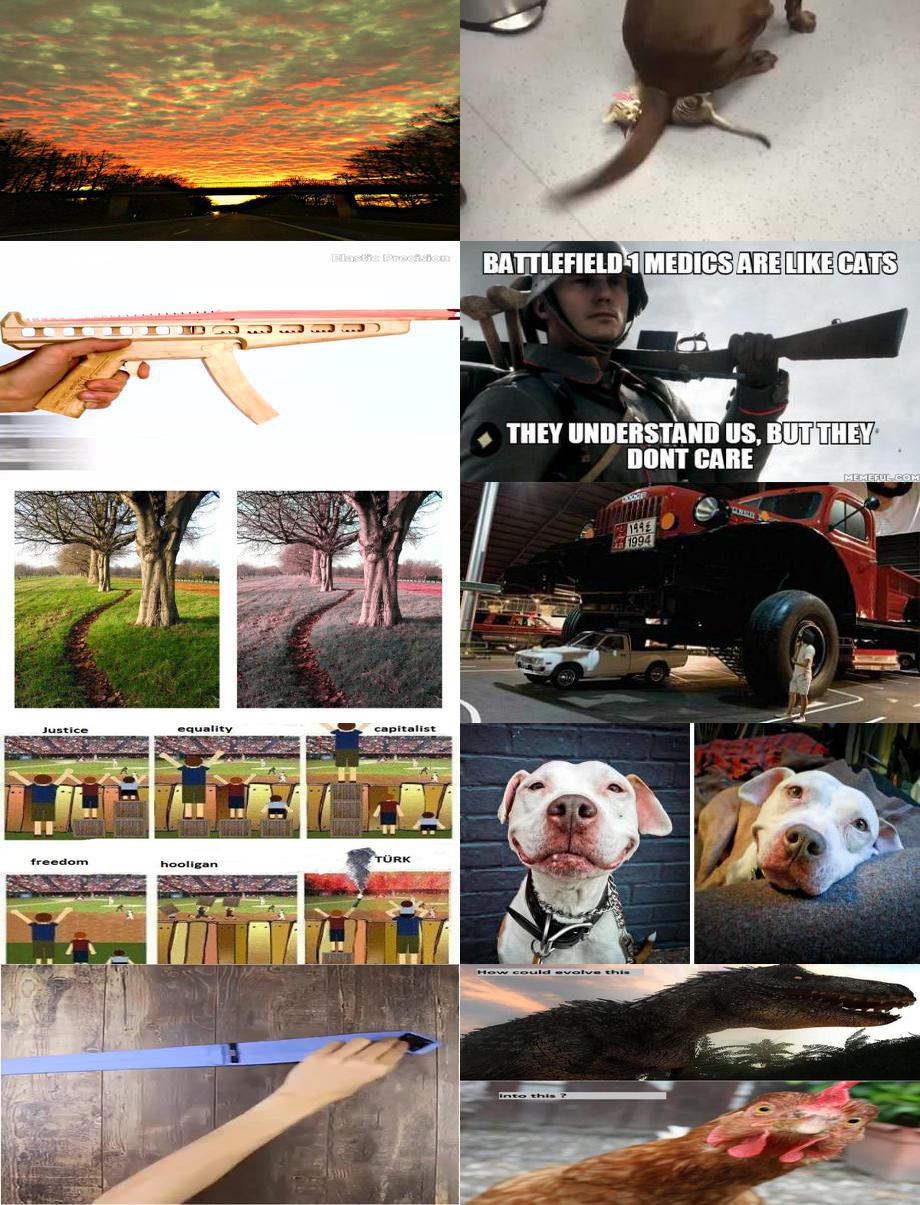 Elastic Precision
BATTLEFIELD 1 MEDICS ARE LIKE CATS
THEY UNDERSTAND US, BUT THEY
DONT CARE
MEMEFUL.COM
١٩٩٤
1994
Justice
equality
capitalist
freedom
hooligan
TÜRK
How could evolve this
into this ?